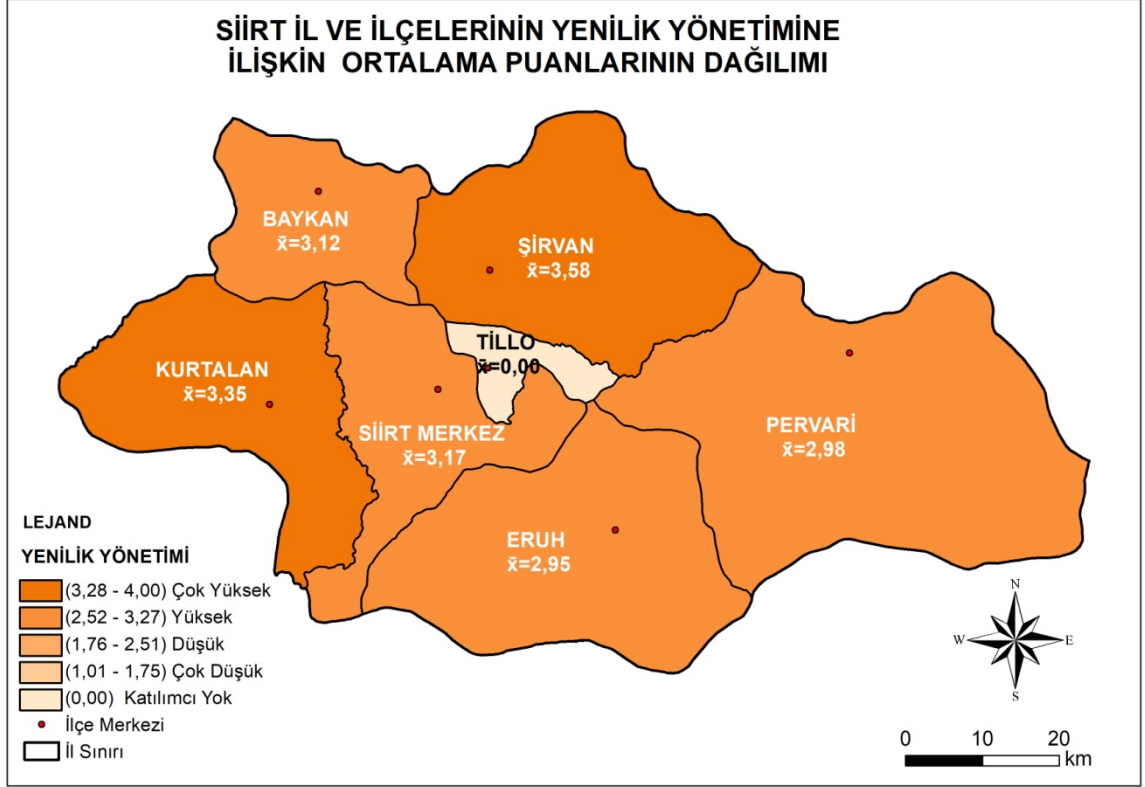 SİİRT İL VE İLÇELERİNİN YENİLİK YÖNETİMİNE
İLİŞKİN ORTALAMA PUANLARININ DAĞILIMI
BAYKAN
x̄=3,12
ŞİRVAN
x̄=3,58
TİLLO
x̄=0,00
KURTALAN
x̄=3,35
SİİRT MERKEZ
x̄=3,17
PERVARİ
x̄=2,98
ERUH
x̄=2,95
LEJAND
YENİLİK YÖNETİMİ
(3,28 - 4,00) Çok Yüksek
(2,52 - 3,27) Yüksek
(1,76 - 2,51) Düşük
(1,01 - 1,75) Çok Düşük
(0,00) Katılımcı Yok
İlçe Merkezi
İl Sınırı
N
W E
S
0 10 20
km